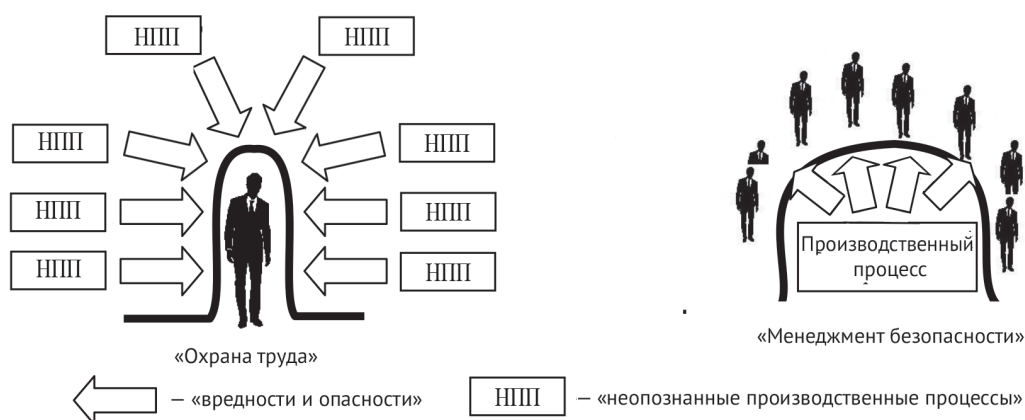 НПП
НПП
НПП
НПП
НПП
НПП
НПП
НПП
Производственный
процесс
«Охрана труда»
«Менеджмент безопасности»
— «вредности и опасности»
НПП
— «неопознанные производственные процессы»